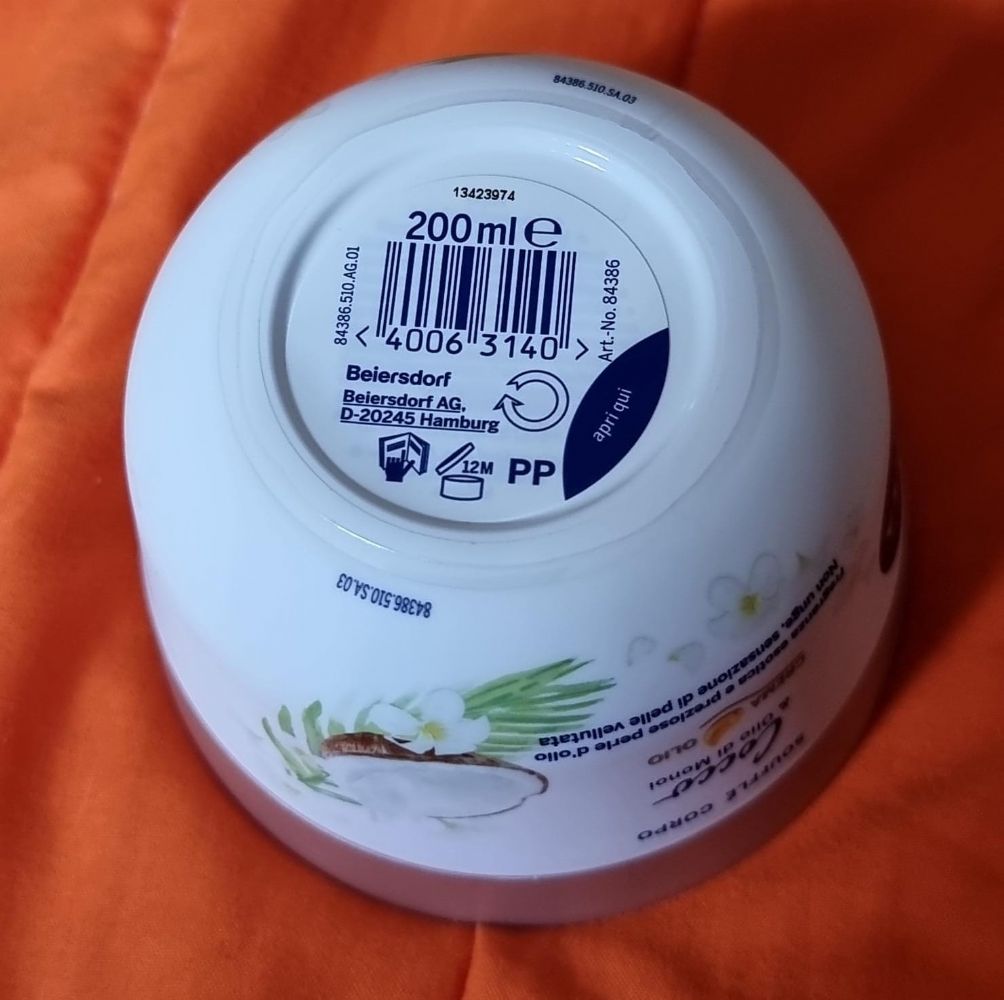 84386.510.SA.03
13423974
200 ml e
84386.510.AG.01
Art.-No. 84386
< 4006 3140 >
Beiersdorf
Beiersdorf AG,
D-20245 Hamburg
12M
PP
apri qui
84386.510.SA.03
SOUFFLÉ CORPO
Cocco
& Olio di Monoi
CREMA OLIO
Fragranza esotica e preziose perle d'olio
Non unge, sensazione di pelle vellutata